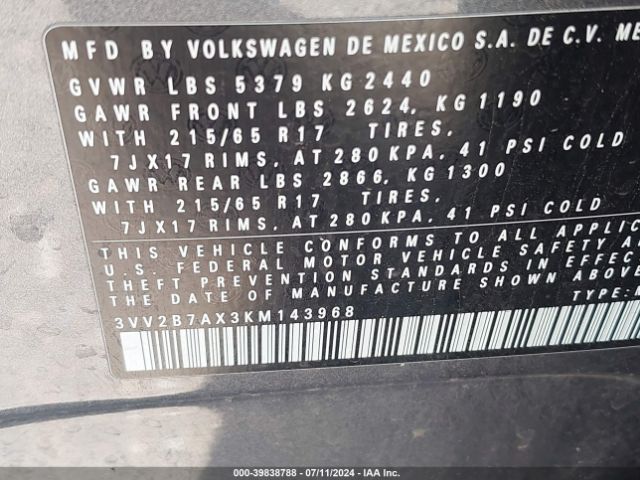 MFD BY VOLKSWAGEN DE MEXICO S.A. DE C.V. ME
GVWR LBS 5379 KG 2440
GAWR FRONT LBS 2624, KG 1190
WITH 215/65 R17 TIRES,
7JX17 RIMS, AT 280 KPA, 41 PSI COLD
GAWR REAR LBS 2866, KG 1300
WITH 215/65 R17 TIRES,
7JX17 RIMS, AT 280 KPA, 41 PSI COLD
THIS VEHICLE CONFORMS TO ALL APPLIC
U.S. FEDERAL MOTOR VEHICLE SAFETY A
THEFT PREVENTION STANDARDS IN EFFEC
THE DATE OF MANUFACTURE SHOWN ABOVE
3VV2B7AX3KM143968 TYPE:M
000-39838788 - 07/11/2024 - IAA Inc.